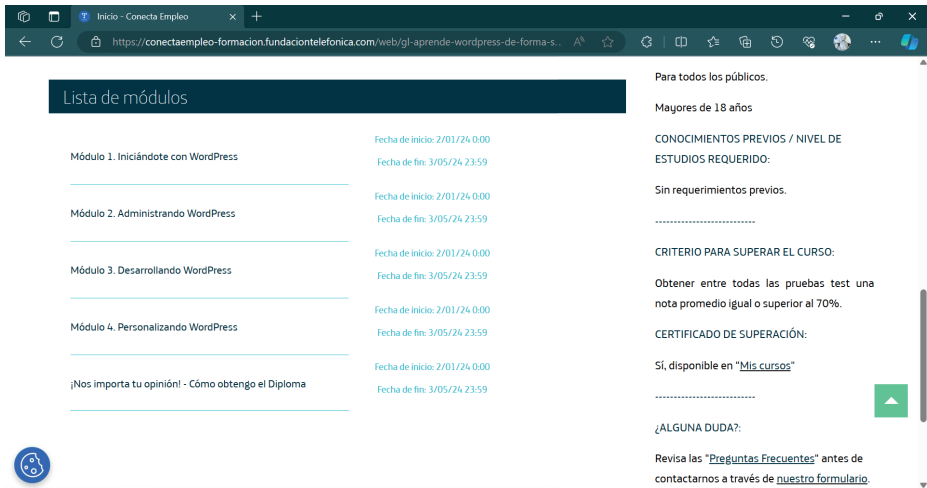 Inicio - Conecta Empleo
https://conectaempleo-formacion.fundaciontelefonica.com/web/gl-aprende-wordpress-de-forma-s...
Lista de módulos
Módulo 1. Iniciándote con WordPress
Fecha de inicio: 2/01/24 0:00
Fecha de fin: 3/05/24 23:59
Módulo 2. Administrando WordPress
Fecha de inicio: 2/01/24 0:00
Fecha de fin: 3/05/24 23:59
Módulo 3. Desarrollando WordPress
Fecha de inicio: 2/01/24 0:00
Fecha de fin: 3/05/24 23:59
Módulo 4. Personalizando WordPress
Fecha de inicio: 2/01/24 0:00
Fecha de fin: 3/05/24 23:59
¡Nos importa tu opinión! - Cómo obtengo el Diploma
Fecha de inicio: 2/01/24 0:00
Fecha de fin: 3/05/24 23:59
Para todos los públicos.
Mayores de 18 años
CONOCIMIENTOS PREVIOS / NIVEL DE
ESTUDIOS REQUERIDO:
Sin requerimientos previos.
---------------------------
CRITERIO PARA SUPERAR EL CURSO:
Obtener entre todas las pruebas test una
nota promedio igual o superior al 70%.
CERTIFICADO DE SUPERACIÓN:
Sí, disponible en "Mis cursos"
---------------------------
¿ALGUNA DUDA?:
Revisa las "Preguntas Frecuentes" antes de
contactarnos a través de nuestro formulario.